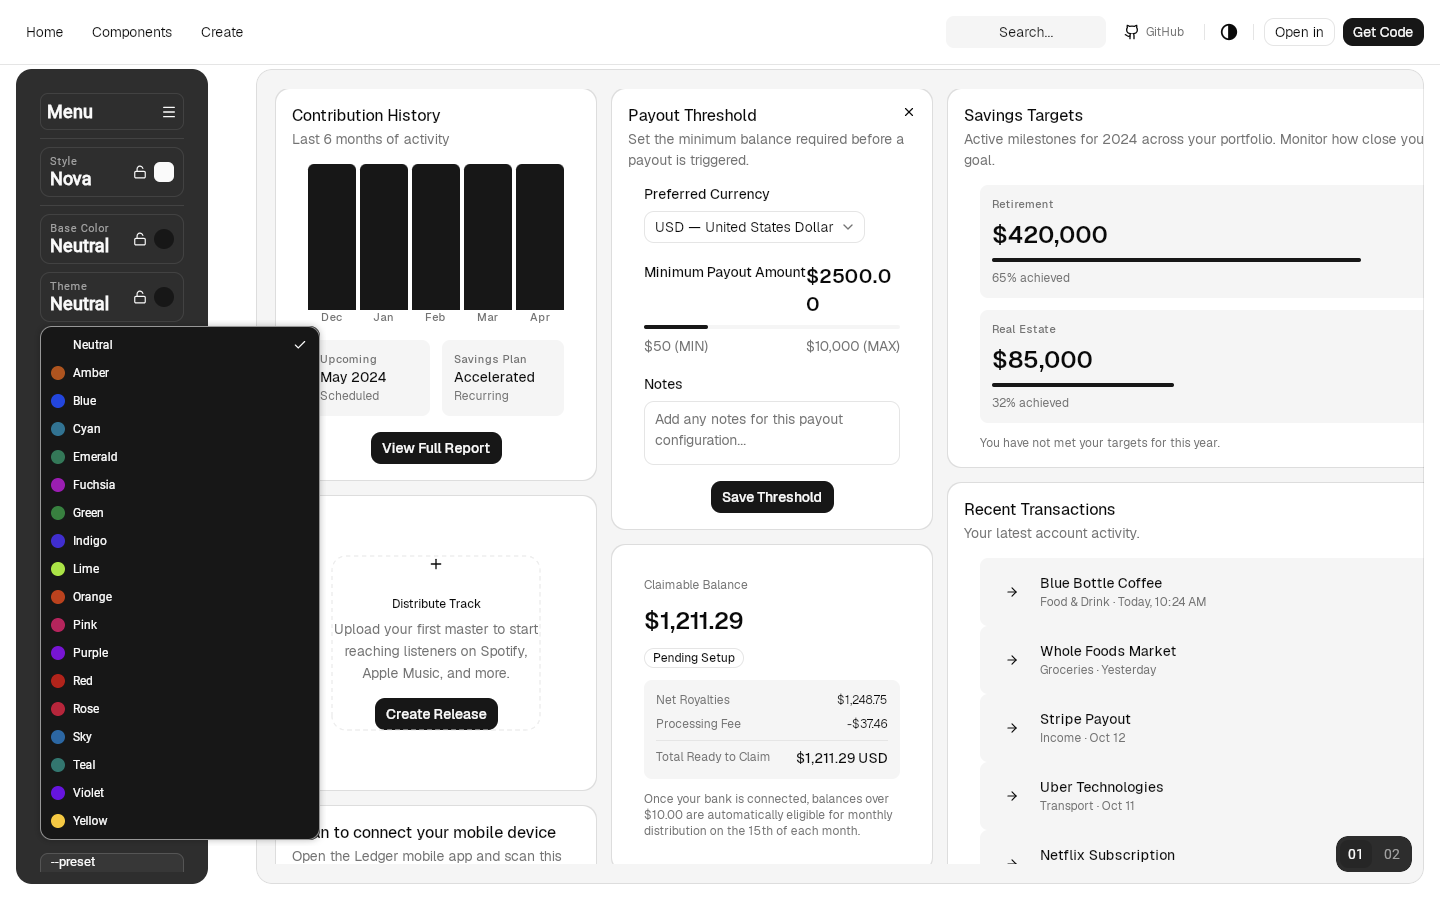 Home
Components
Create
Search...
GitHub
Open in
Get Code
Menu
Style
Nova
Base Color
Neutral
Theme
Neutral
Neutral
Amber
Blue
Cyan
Emerald
Fuchsia
Green
Indigo
Lime
Orange
Pink
Purple
Red
Rose
Sky
Teal
Violet
Yellow
--preset
Contribution History
Last 6 months of activity
Dec
Jan
Feb
Mar
Apr
Upcoming
May 2024
Scheduled
Savings Plan
Accelerated
Recurring
View Full Report
Distribute Track
Upload your first master to start
reaching listeners on Spotify,
Apple Music, and more.
Create Release
to connect your mobile device
Open the Ledger mobile app and scan this
Payout Threshold
Set the minimum balance required before a
payout is triggered.
Preferred Currency
USD — United States Dollar
Minimum Payout Amount
$2500.0
0
$50 (MIN)
$10,000 (MAX)
Notes
Add any notes for this payout
configuration...
Save Threshold
Claimable Balance
$1,211.29
Pending Setup
Net Royalties
$1,248.75
Processing Fee
-$37.46
Total Ready to Claim
$1,211.29 USD
Once your bank is connected, balances over
$10.00 are automatically eligible for monthly
distribution on the 15th of each month.
Savings Targets
Active milestones for 2024 across your portfolio. Monitor how close you
goal.
Retirement
$420,000
65% achieved
Real Estate
$85,000
32% achieved
You have not met your targets for this year.
Recent Transactions
Your latest account activity.
Blue Bottle Coffee
Food & Drink · Today, 10:24 AM
Whole Foods Market
Groceries · Yesterday
Stripe Payout
Income · Oct 12
Uber Technologies
Transport · Oct 11
Netflix Subscription
01
02